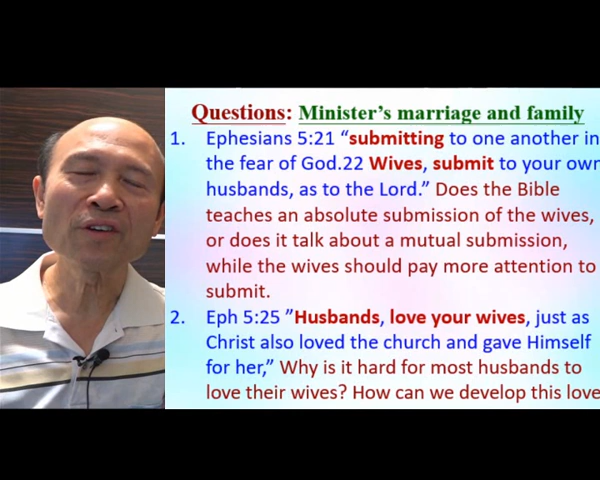 Questions: Minister’s marriage and family
1. Ephesians 5:21 “submitting to one another in
the fear of God.22 Wives, submit to your own
husbands, as to the Lord.” Does the Bible
teaches an absolute submission of the wives,
or does it talk about a mutual submission,
while the wives should pay more attention to
submit.
2. Eph 5:25 ”Husbands, love your wives, just as
Christ also loved the church and gave Himself
for her,” Why is it hard for most husbands to
love their wives? How can we develop this love